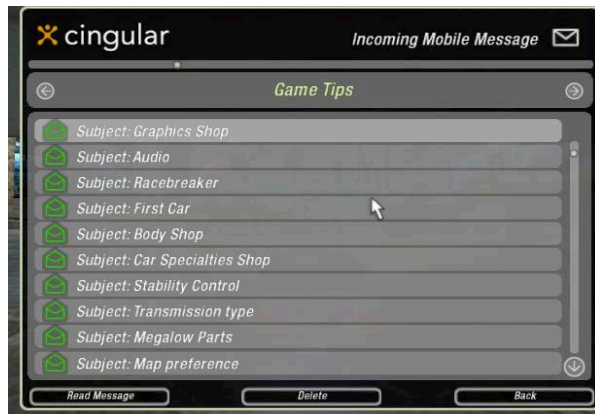 cingular
Incoming Mobile Message
Game Tips
Subject: Graphics Shop
Subject: Audio
Subject: Racebreaker
Subject: First Car
Subject: Body Shop
Subject: Car Specialties Shop
Subject: Stability Control
Subject: Transmission type
Subject: Megalow Parts
Subject: Map preference
Read Message
Delete
Back